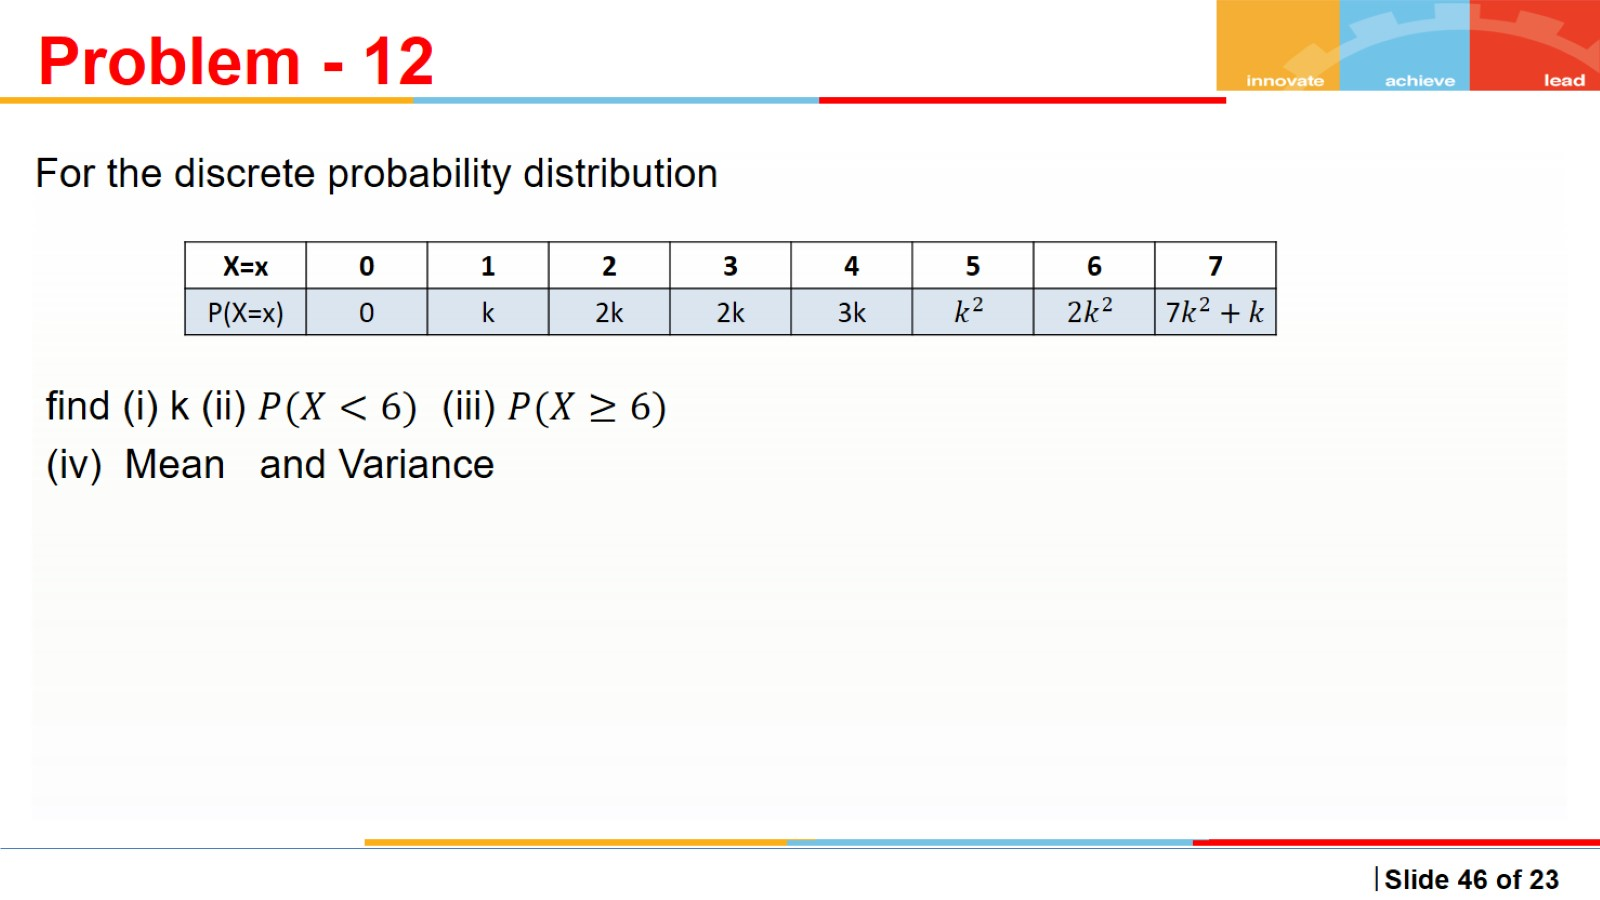 Problem - 12
innovate achieve lead
For the discrete probability distribution
X=x 0 1 2 3 4 5 6 7
P(X=x) 0 k 2k 2k 3k k² 2k² 7k² + k
find (i) k (ii) P(X < 6) (iii) P(X ≥ 6)
(iv) Mean and Variance
Slide 46 of 23